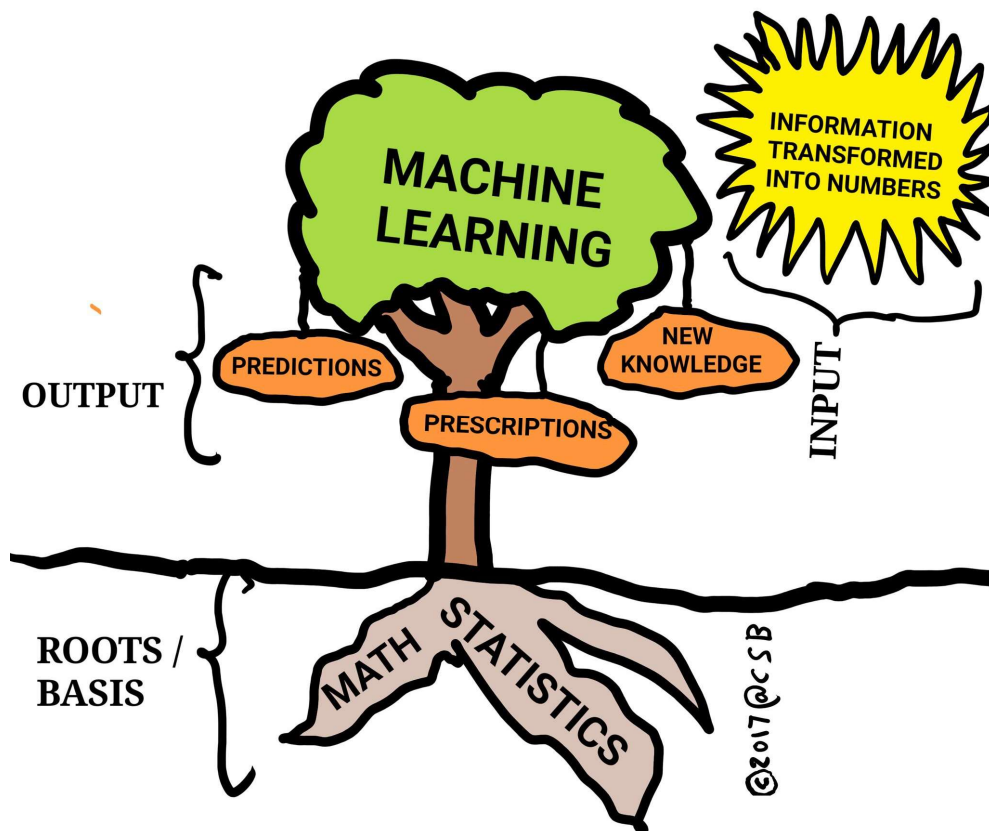 INFORMATION
TRANSFORMED
INTO NUMBERS
MACHINE
LEARNING
NEW
KNOWLEDGE
PREDICTIONS
PRESCRIPTIONS
OUTPUT
INPUT
ROOTS /
BASIS
MATH
STATISTICS
©2017@CSB